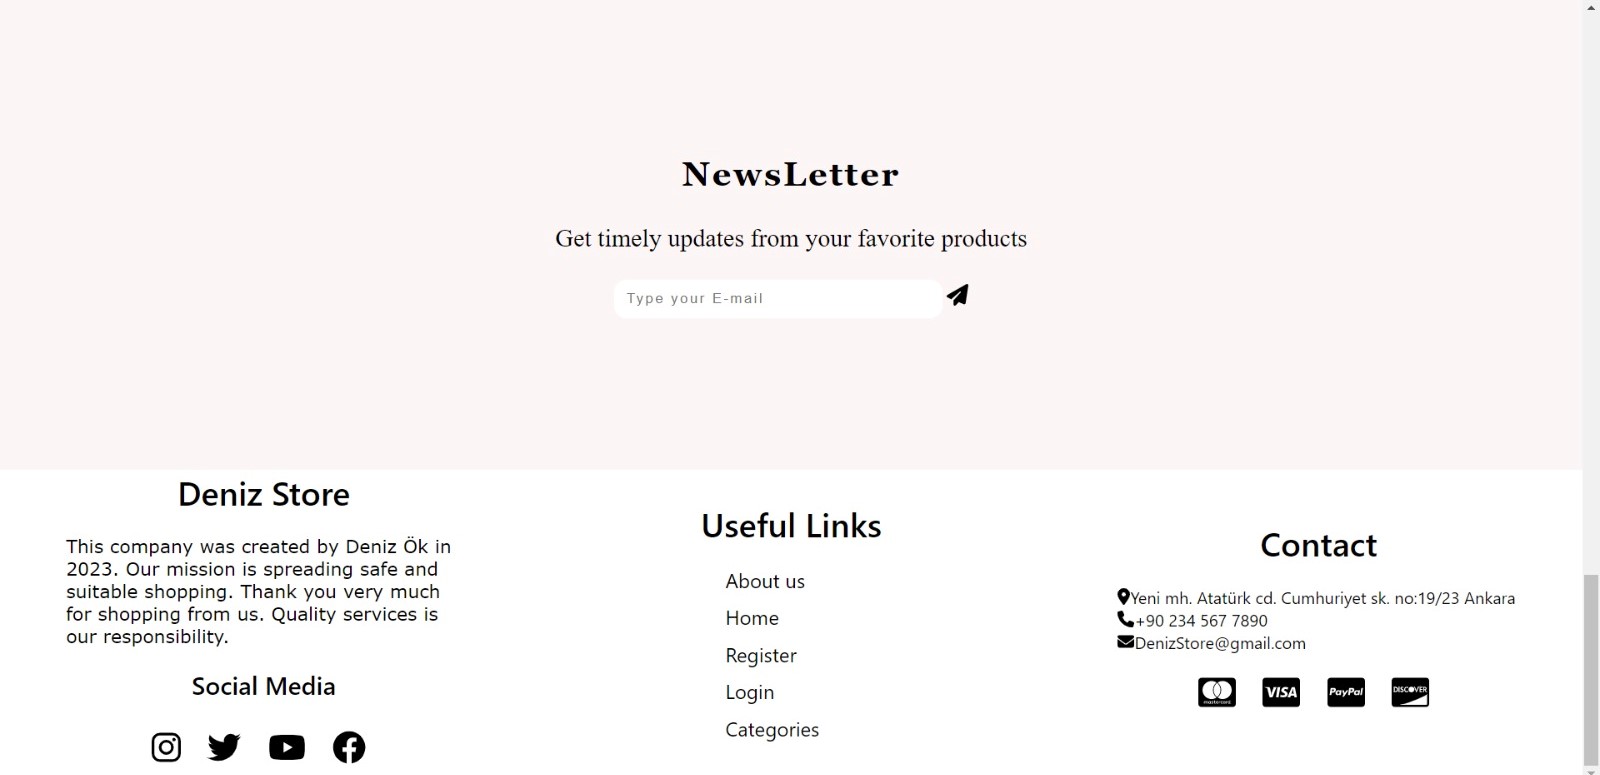 NewsLetter
Get timely updates from your favorite products
Type your E-mail
Deniz Store
This company was created by Deniz Ök in
2023. Our mission is spreading safe and
suitable shopping. Thank you very much
for shopping from us. Quality services is
our responsibility.
Social Media
Useful Links
About us
Home
Register
Login
Categories
Contact
Yeni mh. Atatürk cd. Cumhuriyet sk. no:19/23 Ankara
+90 234 567 7890
DenizStore@gmail.com
mastercard
VISA
PayPal
DISCOVER